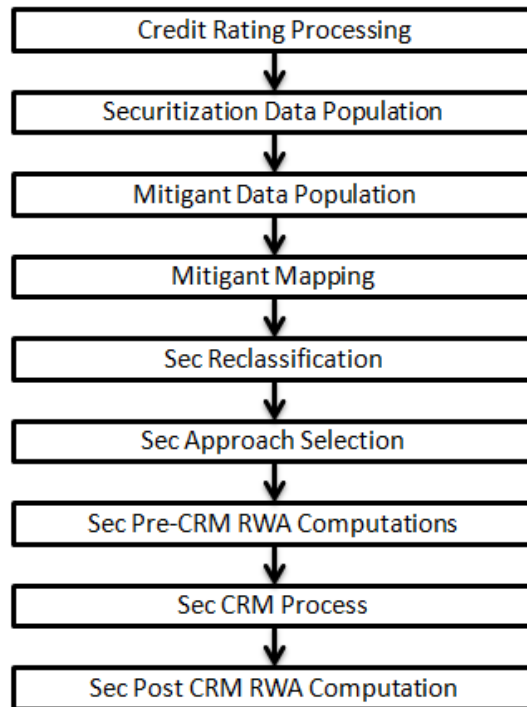 Credit Rating Processing
Securitization Data Population
Mitigant Data Population
Mitigant Mapping
Sec Reclassification
Sec Approach Selection
Sec Pre-CRM RWA Computations
Sec CRM Process
Sec Post CRM RWA Computation